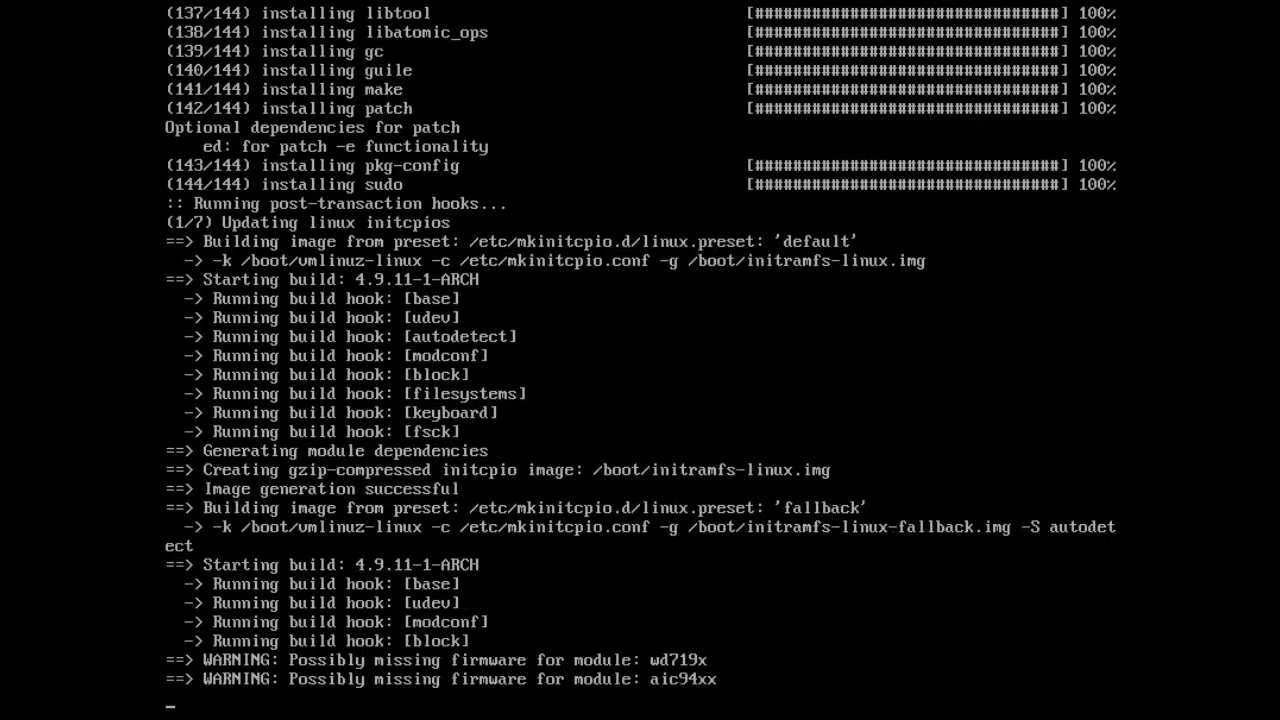 (137/144) installing libtool [################################] 100%
(138/144) installing libatomic_ops [################################] 100%
(139/144) installing gc [################################] 100%
(140/144) installing guile [################################] 100%
(141/144) installing make [################################] 100%
(142/144) installing patch [################################] 100%
Optional dependencies for patch
    ed: for patch -e functionality
(143/144) installing pkg-config [################################] 100%
(144/144) installing sudo [################################] 100%
:: Running post-transaction hooks...
(1/7) Updating linux initcpios
==> Building image from preset: /etc/mkinitcpio.d/linux.preset: 'default'
  -> -k /boot/vmlinuz-linux -c /etc/mkinitcpio.conf -g /boot/initramfs-linux.img
==> Starting build: 4.9.11-1-ARCH
  -> Running build hook: [base]
  -> Running build hook: [udev]
  -> Running build hook: [autodetect]
  -> Running build hook: [modconf]
  -> Running build hook: [block]
  -> Running build hook: [filesystems]
  -> Running build hook: [keyboard]
  -> Running build hook: [fsck]
==> Generating module dependencies
==> Creating gzip-compressed initcpio image: /boot/initramfs-linux.img
==> Image generation successful
==> Building image from preset: /etc/mkinitcpio.d/linux.preset: 'fallback'
  -> -k /boot/vmlinuz-linux -c /etc/mkinitcpio.conf -g /boot/initramfs-linux-fallback.img -S autodet
ect
==> Starting build: 4.9.11-1-ARCH
  -> Running build hook: [base]
  -> Running build hook: [udev]
  -> Running build hook: [modconf]
  -> Running build hook: [block]
==> WARNING: Possibly missing firmware for module: wd719x
==> WARNING: Possibly missing firmware for module: aic94xx
_